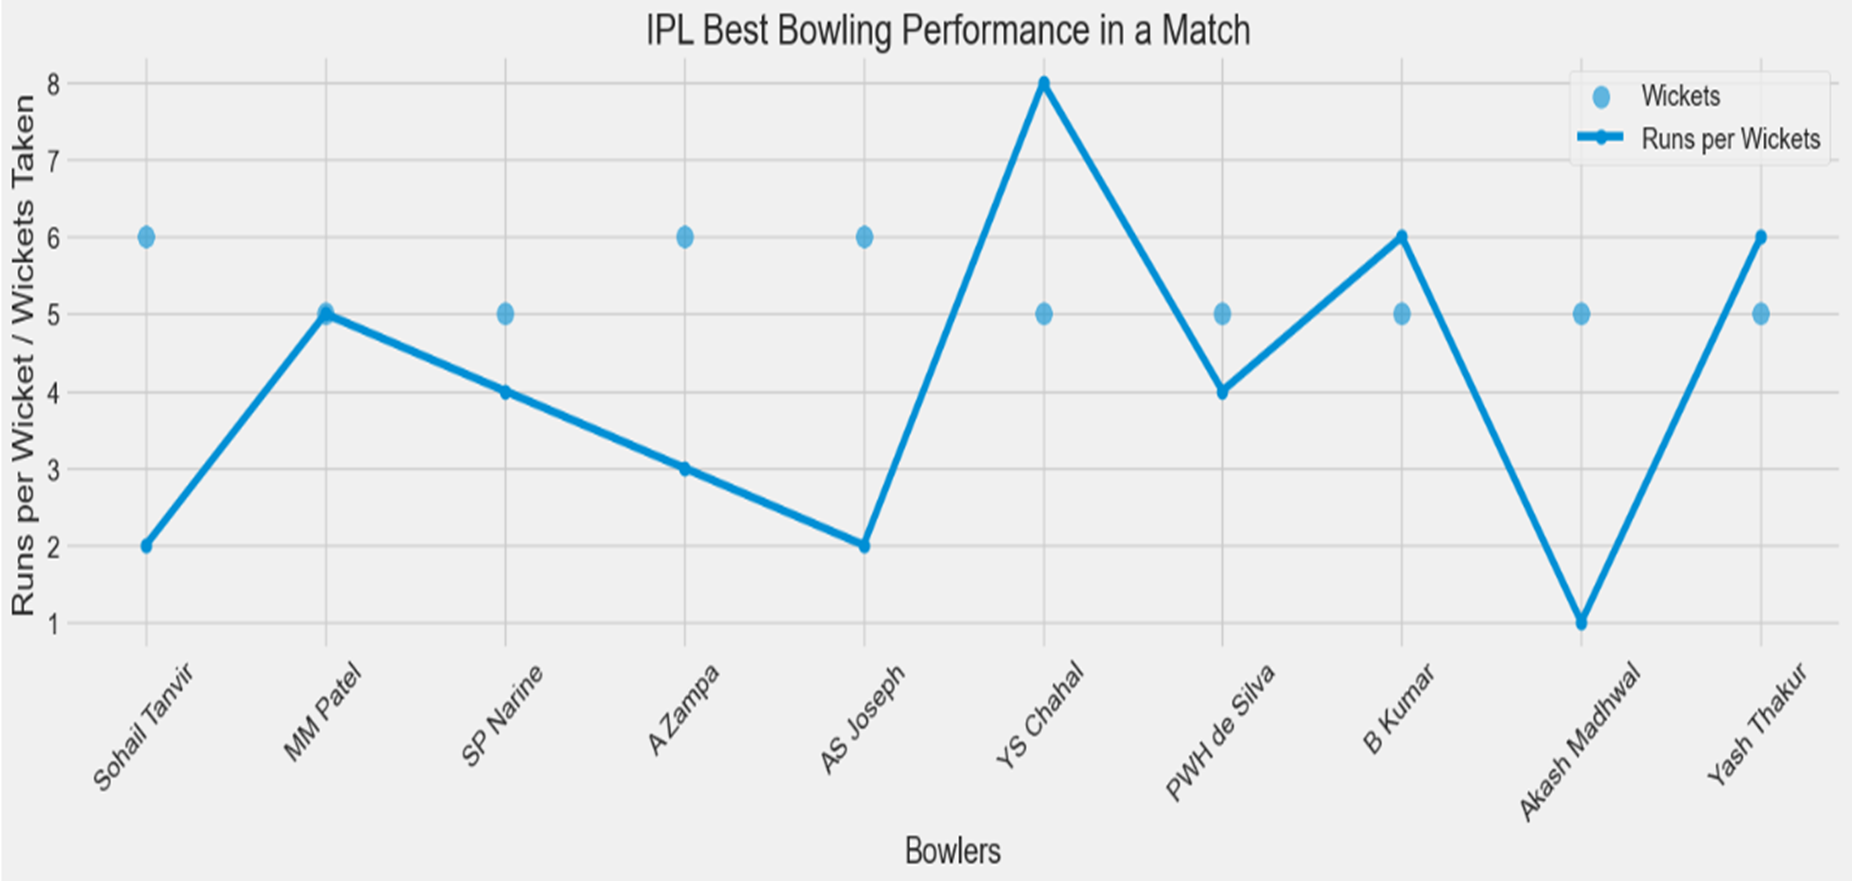 IPL Best Bowling Performance in a Match
Runs per Wicket / Wickets Taken
8
7
6
5
4
3
2
1
Wickets
Runs per Wickets
Sohail Tanvir
MM Patel
SP Narine
A Zampa
AS Joseph
YS Chahal
PWH de Silva
B Kumar
Akash Madhwal
Yash Thakur
Bowlers